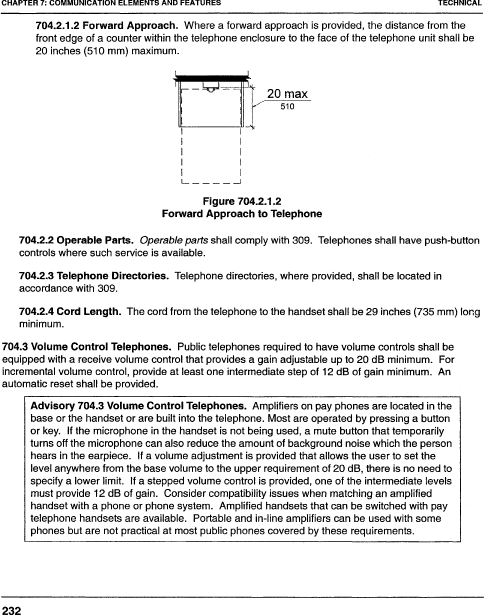 CHAPTER 7: COMMUNICATION ELEMENTS AND FEATURES TECHNICAL
704.2.1.2 Forward Approach. Where a forward approach is provided, the distance from the
front edge of a counter within the telephone enclosure to the face of the telephone unit shall be
20 inches (510 mm) maximum.
20 max
510
Figure 704.2.1.2
Forward Approach to Telephone
704.2.2 Operable Parts. Operable parts shall comply with 309. Telephones shall have push-button
controls where such service is available.
704.2.3 Telephone Directories. Telephone directories, where provided, shall be located in
accordance with 309.
704.2.4 Cord Length. The cord from the telephone to the handset shall be 29 inches (735 mm) long
minimum.
704.3 Volume Control Telephones. Public telephones required to have volume controls shall be
equipped with a receive volume control that provides a gain adjustable up to 20 dB minimum. For
incremental volume control, provide at least one intermediate step of 12 dB of gain minimum. An
automatic reset shall be provided.
Advisory 704.3 Volume Control Telephones. Amplifiers on pay phones are located in the
base or the handset or are built into the telephone. Most are operated by pressing a button
or key. If the microphone in the handset is not being used, a mute button that temporarily
turns off the microphone can also reduce the amount of background noise which the person
hears in the earpiece. If a volume adjustment is provided that allows the user to set the
level anywhere from the base volume to the upper requirement of 20 dB, there is no need to
specify a lower limit. If a stepped volume control is provided, one of the intermediate levels
must provide 12 dB of gain. Consider compatibility issues when matching an amplified
handset with a phone or phone system. Amplified handsets that can be switched with pay
telephone handsets are available. Portable and in-line amplifiers can be used with some
phones but are not practical at most public phones covered by these requirements.
232